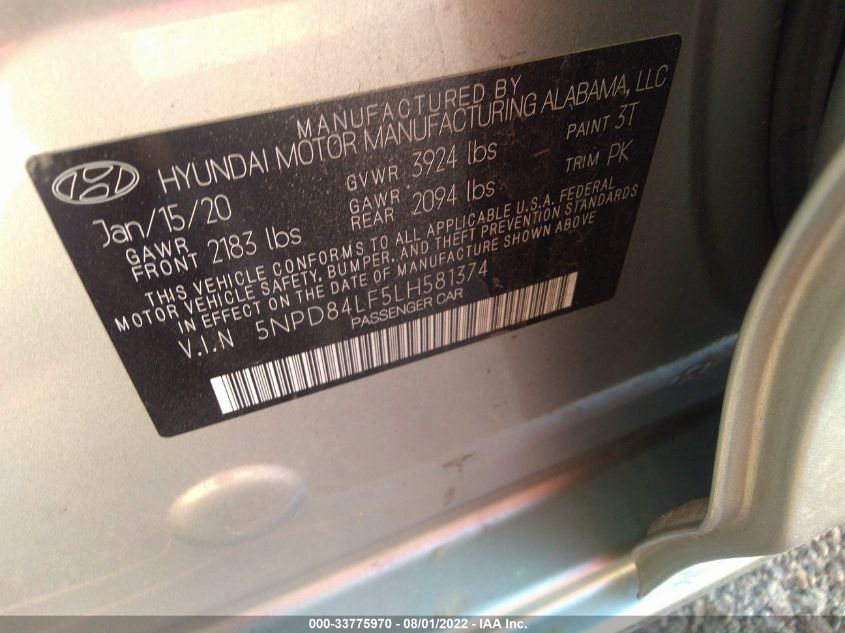 MANUFACTURED BY
HYUNDAI MOTOR MANUFACTURING ALABAMA, LLC
Jan/15/20 GVWR 3924 lbs PAINT 3T
GAWR FRONT 2183 lbs GAWR REAR 2094 lbs TRIM PK
THIS VEHICLE CONFORMS TO ALL APPLICABLE U.S.A. FEDERAL
MOTOR VEHICLE SAFETY, BUMPER, AND THEFT PREVENTION STANDARDS
IN EFFECT ON THE DATE OF MANUFACTURE SHOWN ABOVE
V.I.N 5NPD84LF5LH581374
PASSENGER CAR
000-33775970 - 08/01/2022 - IAA Inc.